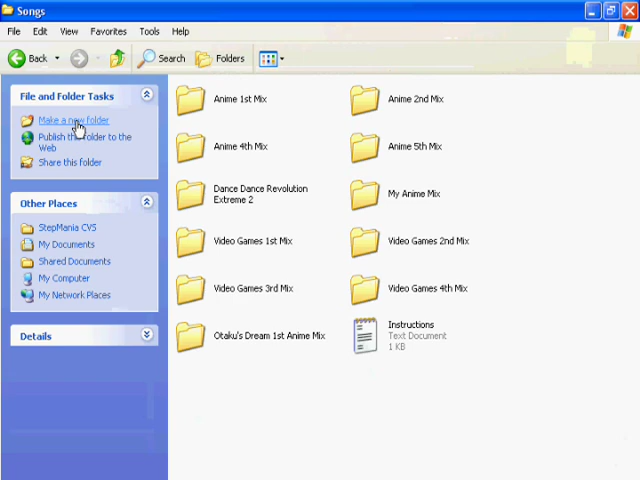 Songs
File Edit View Favorites Tools Help
Back Search Folders
File and Folder Tasks
Make a new folder
Publish this folder to the
Web
Share this folder
Other Places
StepMania CVS
My Documents
Shared Documents
My Computer
My Network Places
Details
Anime 1st Mix
Anime 2nd Mix
Anime 4th Mix
Anime 5th Mix
Dance Dance Revolution
Extreme 2
My Anime Mix
Video Games 1st Mix
Video Games 2nd Mix
Video Games 3rd Mix
Video Games 4th Mix
Otaku's Dream 1st Anime Mix
Instructions
Text Document
1 KB